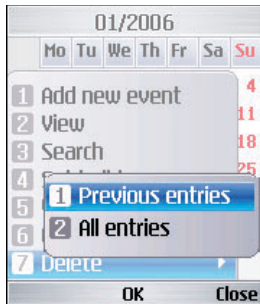 01/2006
Mo Tu We Th Fr Sa Su
4
1 Add new event
11
2 View
18
3 Search
25
4
1 Previous entries
5
2 All entries
6
7 Delete
OK Close